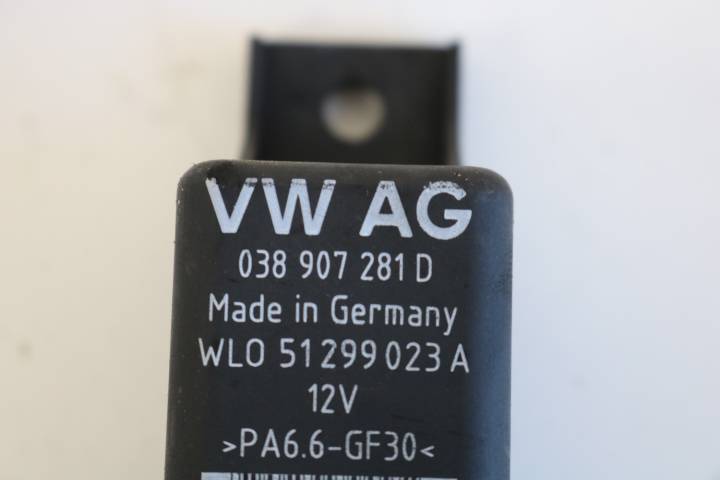 VW AG
038 907 281 D
Made in Germany
WLO 51299023 A
12V
>PA6.6-GF30<